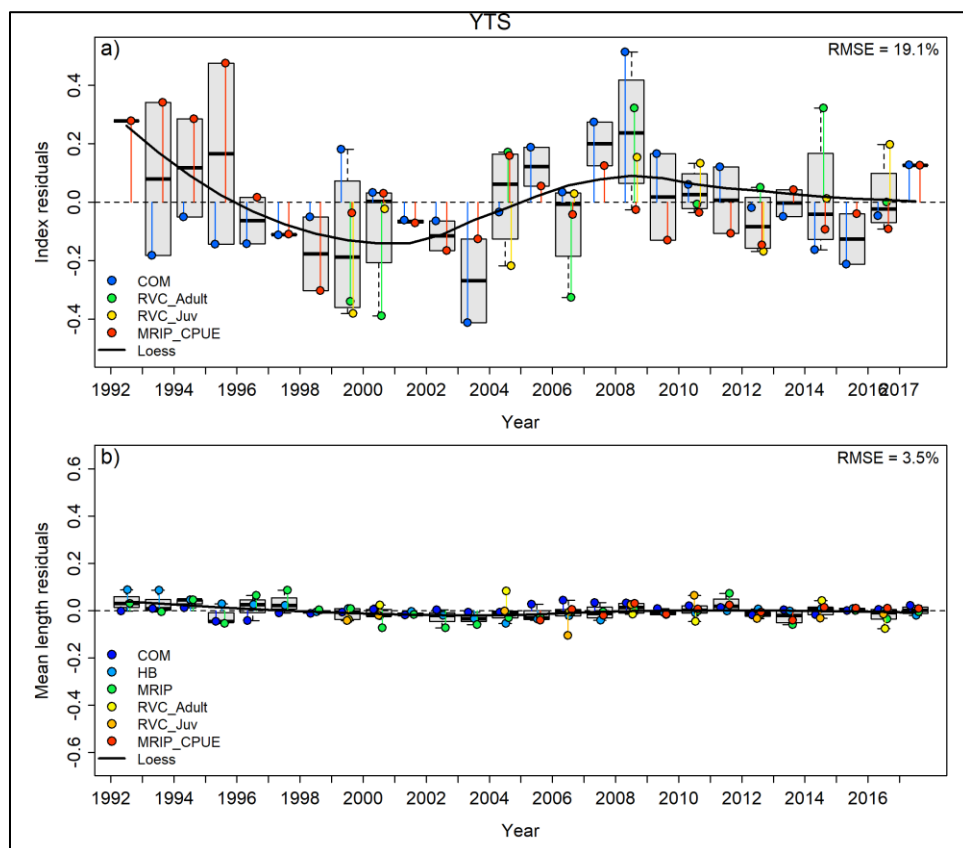 YTS
a)
RMSE = 19.1%
0.4
0.2
0.0
-0.2
-0.4
Index residuals
COM
RVC_Adult
RVC_Juv
MRIP_CPUE
Loess
1992 1994 1996 1998 2000 2002 2004 2006 2008 2010 2012 2014 2016 2017
Year
b)
RMSE = 3.5%
0.6
0.4
0.2
0.0
-0.2
-0.4
-0.6
Mean length residuals
COM
HB
MRIP
RVC_Adult
RVC_Juv
MRIP_CPUE
Loess
1992 1994 1996 1998 2000 2002 2004 2006 2008 2010 2012 2014 2016
Year